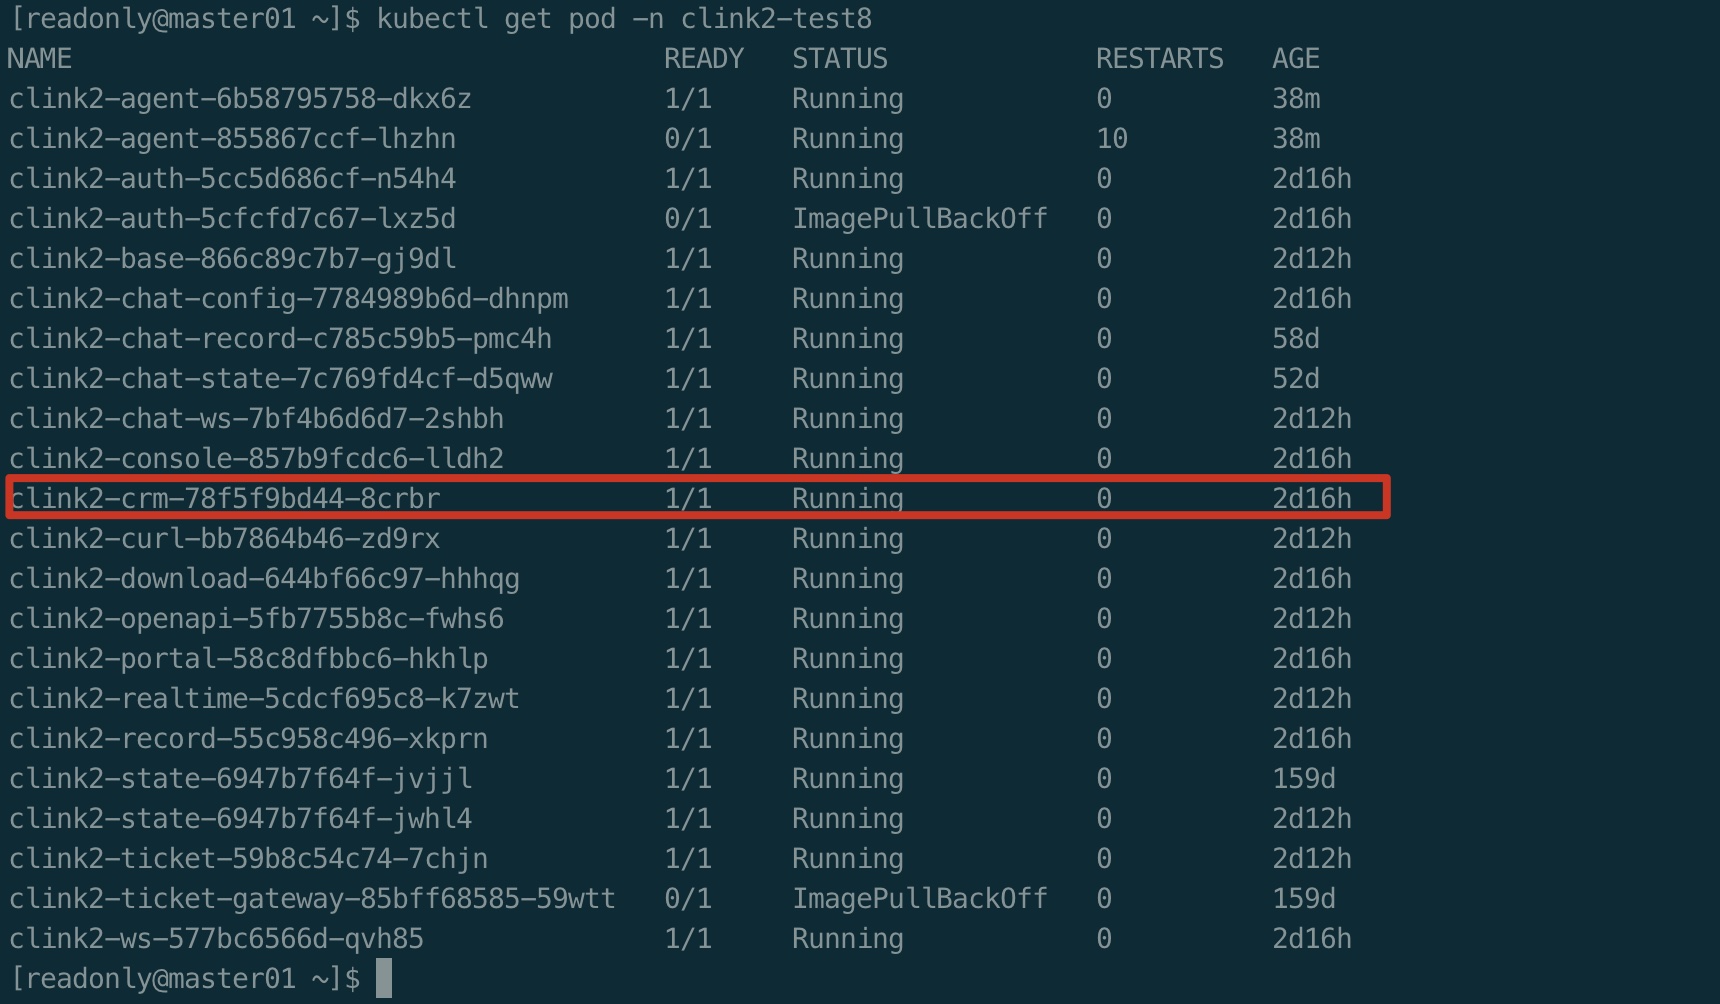 [readonly@master01 ~]$ kubectl get pod -n clink2-test8
NAME READY STATUS RESTARTS AGE
clink2-agent-6b58795758-dkx6z 1/1 Running 0 38m
clink2-agent-855867ccf-lhzhn 0/1 Running 10 38m
clink2-auth-5cc5d686cf-n54h4 1/1 Running 0 2d16h
clink2-auth-5cfcfd7c67-lxz5d 0/1 ImagePullBackOff 0 2d16h
clink2-base-866c89c7b7-gj9dl 1/1 Running 0 2d12h
clink2-chat-config-7784989b6d-dhnpm 1/1 Running 0 2d16h
clink2-chat-record-c785c59b5-pmc4h 1/1 Running 0 58d
clink2-chat-state-7c769fd4cf-d5qww 1/1 Running 0 52d
clink2-chat-ws-7bf4b6d6d7-2shbh 1/1 Running 0 2d12h
clink2-console-857b9fcdc6-lldh2 1/1 Running 0 2d16h
clink2-crm-78f5f9bd44-8crbr 1/1 Running 0 2d16h
clink2-curl-bb7864b46-zd9rx 1/1 Running 0 2d12h
clink2-download-644bf66c97-hhhqg 1/1 Running 0 2d16h
clink2-openapi-5fb7755b8c-fwhs6 1/1 Running 0 2d12h
clink2-portal-58c8dfbbc6-hkhlp 1/1 Running 0 2d16h
clink2-realtime-5cdcf695c8-k7zwt 1/1 Running 0 2d12h
clink2-record-55c958c496-xkprn 1/1 Running 0 2d16h
clink2-state-6947b7f64f-jvjjl 1/1 Running 0 159d
clink2-state-6947b7f64f-jwhl4 1/1 Running 0 2d12h
clink2-ticket-59b8c54c74-7chjn 1/1 Running 0 2d12h
clink2-ticket-gateway-85bff68585-59wtt 0/1 ImagePullBackOff 0 159d
clink2-ws-577bc6566d-qvh85 1/1 Running 0 2d16h
[readonly@master01 ~]$